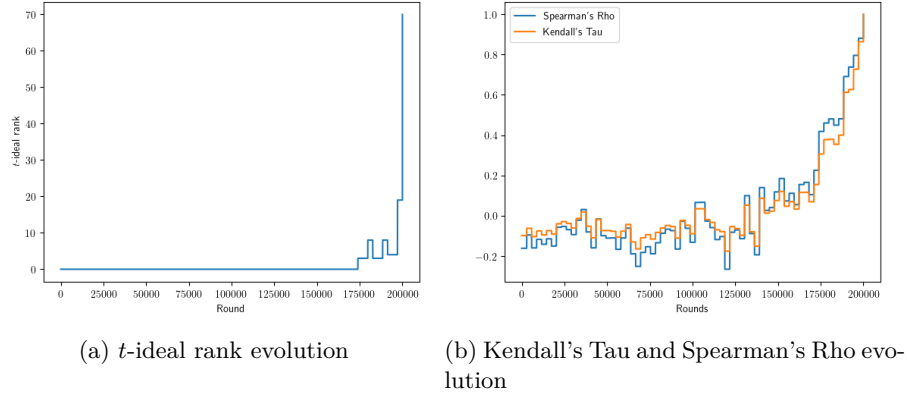 70
60
50
40
30
20
10
0
t-ideal rank
0 25000 50000 75000 100000 125000 150000 175000 200000
Round
(a) t-ideal rank evolution
Spearman's Rho
Kendall's Tau
1.0
0.8
0.6
0.4
0.2
0.0
−0.2
0 25000 50000 75000 100000 125000 150000 175000 200000
Rounds
(b) Kendall's Tau and Spearman's Rho evo-
lution